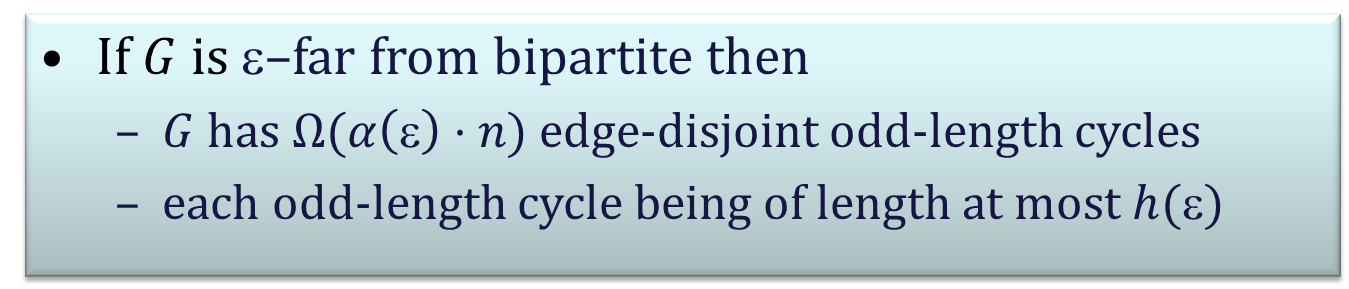 • If G is ε–far from bipartite then
– G has Ω(α(ε) · n) edge-disjoint odd-length cycles
– each odd-length cycle being of length at most h(ε)